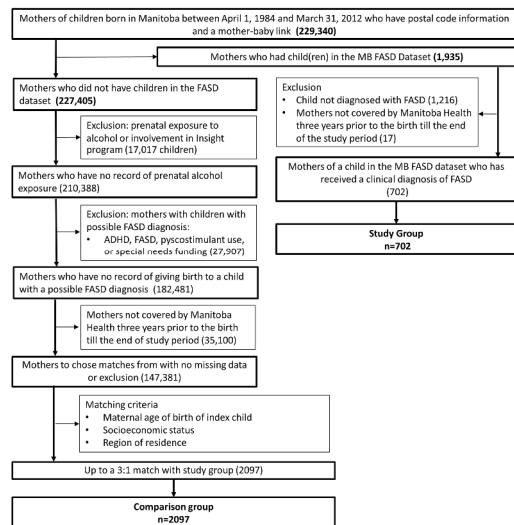 Mothers of children born in Manitoba between April 1, 1984 and March 31, 2012 who have postal code information
and a mother-baby link (229,340)
Mothers who had child(ren) in the MB FASD Dataset (1,935)
Mothers who did not have children in the FASD
dataset (227,405)
Exclusion
• Child not diagnosed with FASD (1,216)
• Mothers not covered by Manitoba Health
three years prior to the birth till the end
of the study period (17)
Exclusion: prenatal exposure to
alcohol or involvement in Insight
program (17,017 children)
Mothers who have no record of prenatal alcohol
exposure (210,388)
Mothers of a child in the MB FASD dataset who has
received a clinical diagnosis of FASD
(702)
Exclusion: mothers with children with
possible FASD diagnosis:
• ADHD, FASD, pyscostimulant use,
or special needs funding (27,907)
Study Group
n=702
Mothers who have no record of giving birth to a child
with a possible FASD diagnosis (182,481)
Mothers not covered by Manitoba
Health three years prior to the birth
till the end of study period (35,100)
Mothers to chose matches from with no missing data
or exclusion (147,381)
Matching criteria
• Maternal age of birth of index child
• Socioeconomic status
• Region of residence
Up to a 3:1 match with study group (2097)
Comparison group
n=2097